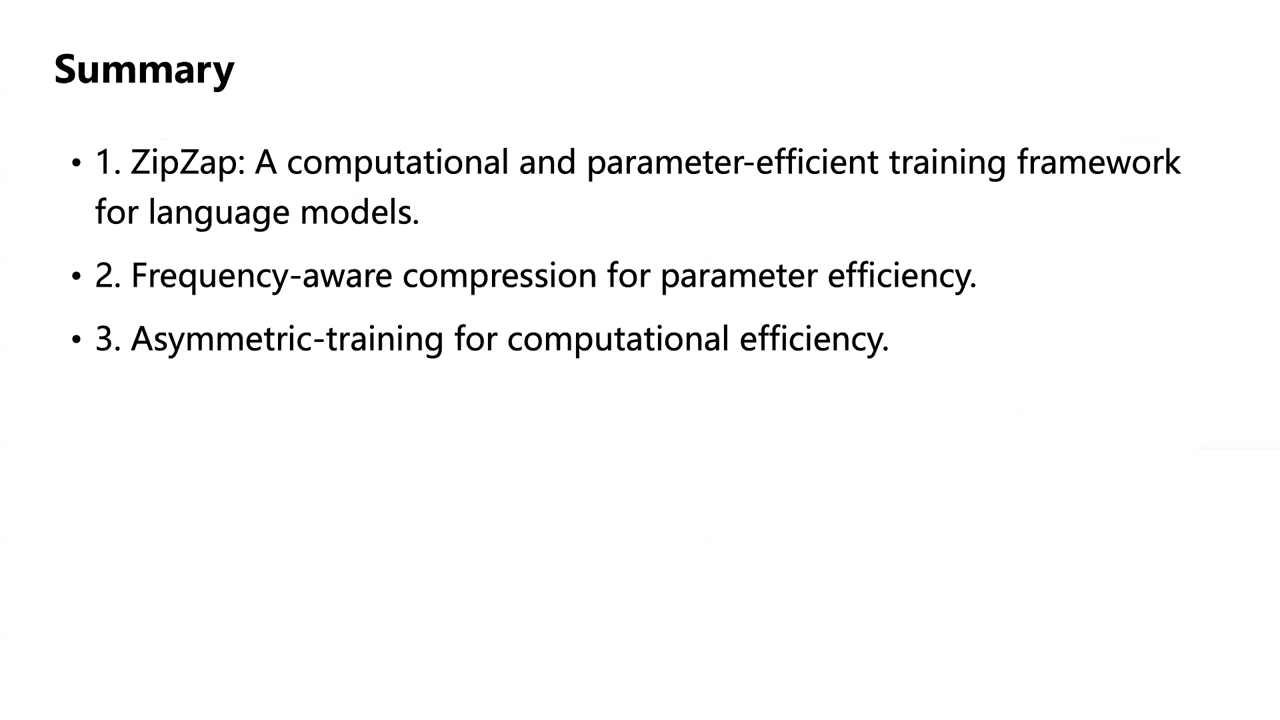 Summary
• 1. ZipZap: A computational and parameter-efficient training framework
for language models.
• 2. Frequency-aware compression for parameter efficiency.
• 3. Asymmetric-training for computational efficiency.